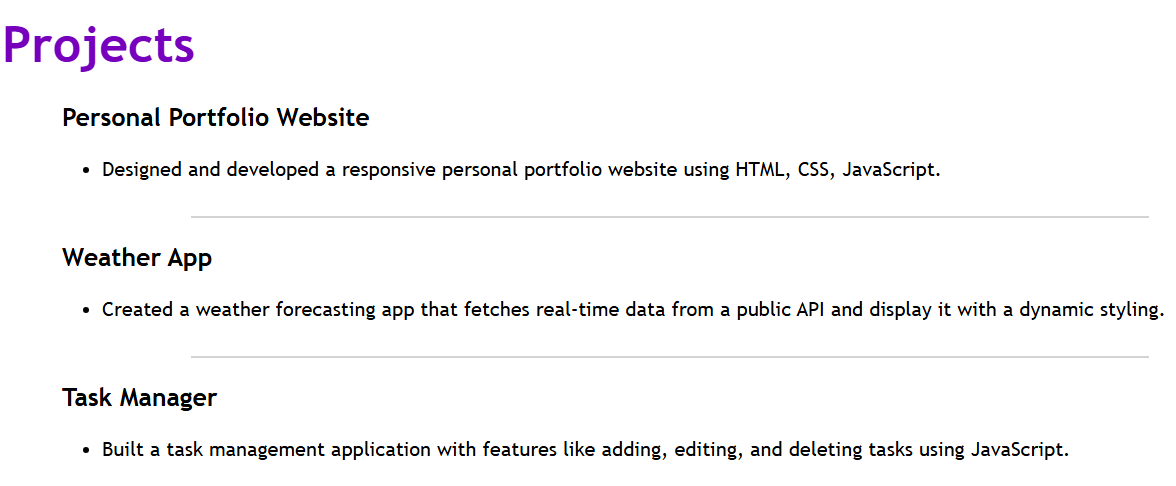 Projects
Personal Portfolio Website
• Designed and developed a responsive personal portfolio website using HTML, CSS, JavaScript.
Weather App
• Created a weather forecasting app that fetches real-time data from a public API and display it with a dynamic styling.
Task Manager
• Built a task management application with features like adding, editing, and deleting tasks using JavaScript.